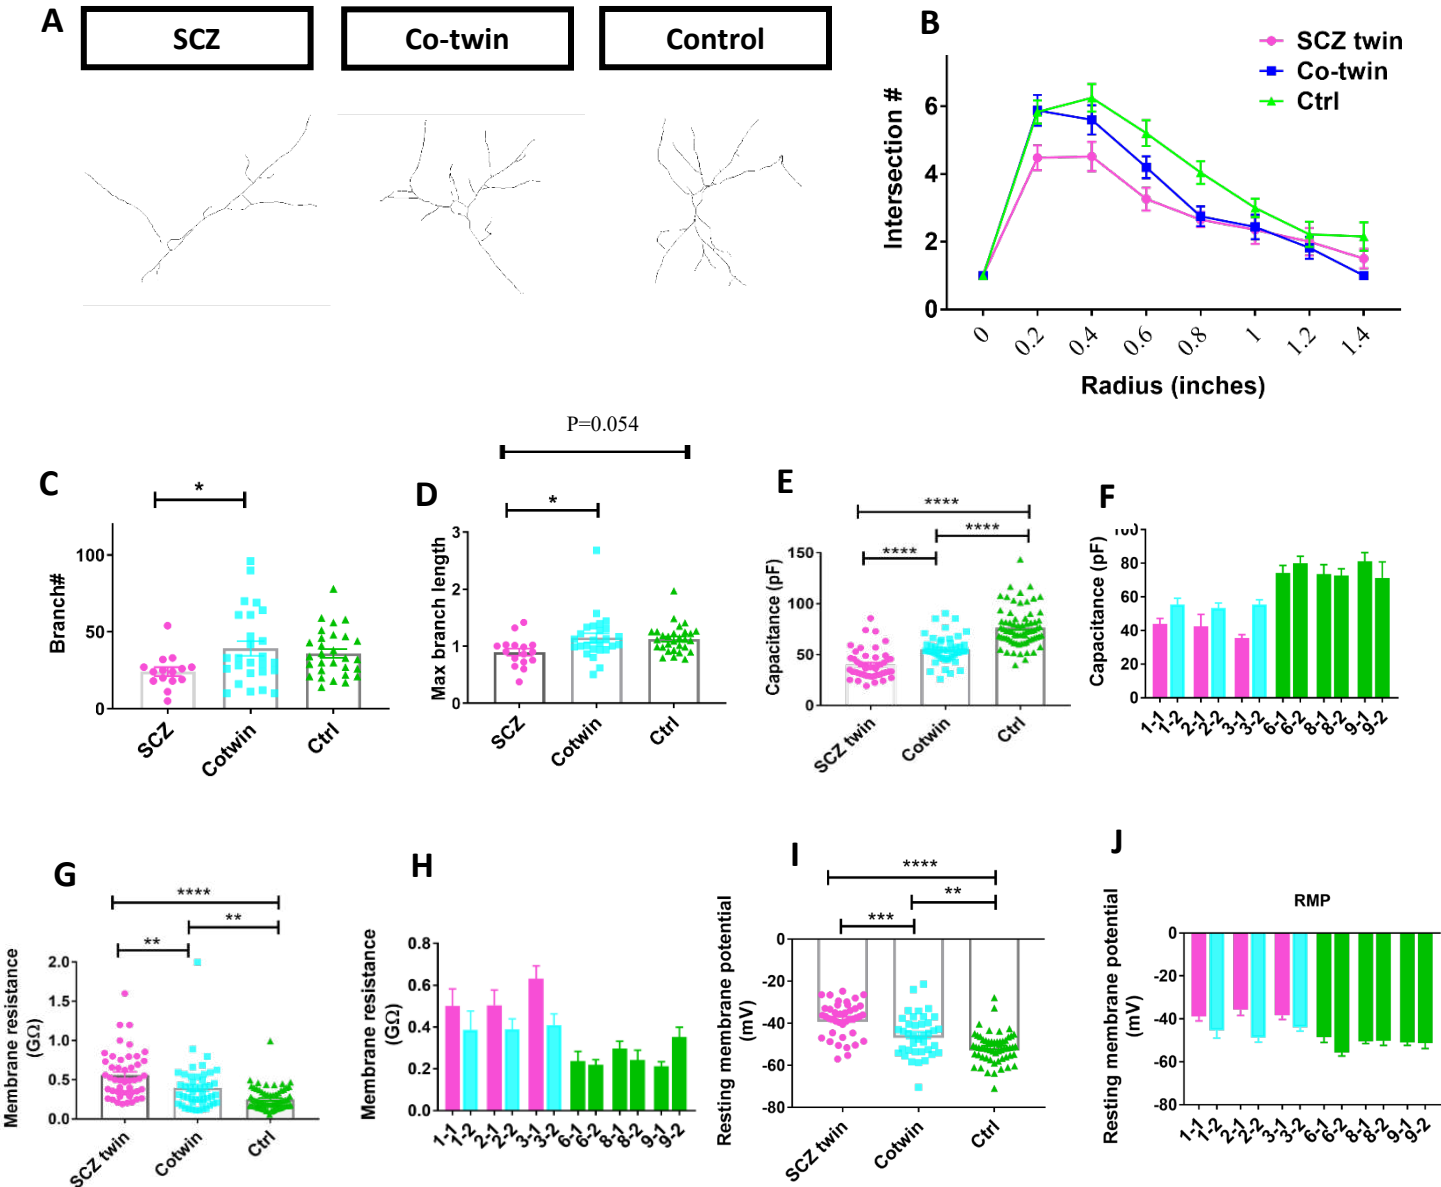 A
SCZ
Co-twin
Control
B
SCZ twin
Co-twin
Ctrl
Intersection #
6
4
2
0
0
0.2
0.4
0.6
0.8
1
1.2
1.4
Radius (inches)
C
*
Branch#
100
50
0
SCZ
Cotwin
Ctrl
D
P=0.054
*
Max branch length
3
2
1
0
SCZ
Cotwin
Ctrl
E
****
****
****
Capacitance (pF)
150
100
50
0
SCZ twin
Cotwin
Ctrl
F
Capacitance (pF)
100
80
60
40
20
0
1-1
1-2
2-1
2-2
3-1
3-2
6-1
6-2
8-1
8-2
9-1
9-2
G
****
**
**
Membrane resistance
(GΩ)
2.0
1.5
1.0
0.5
0.0
SCZ twin
Cotwin
Ctrl
H
Membrane resistance
(GΩ)
0.8
0.6
0.4
0.2
0.0
1-1
1-2
2-1
2-2
3-1
3-2
6-1
6-2
8-1
8-2
9-1
9-2
I
****
**
***
Resting membrane potential
(mV)
0
-20
-40
-60
-80
SCZ twin
Cotwin
Ctrl
J
RMP
Resting membrane potential
(mV)
0
-20
-40
-60
-80
1-1
1-2
2-1
2-2
3-1
3-2
6-1
6-2
8-1
8-2
9-1
9-2